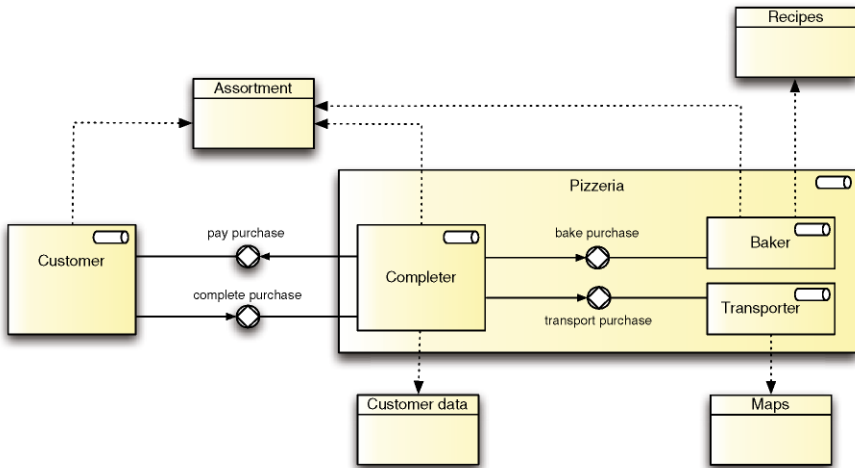 Recipes
Assortment
Pizzeria
pay purchase
bake purchase
Baker
Customer
Completer
complete purchase
transport purchase
Transporter
Customer data
Maps